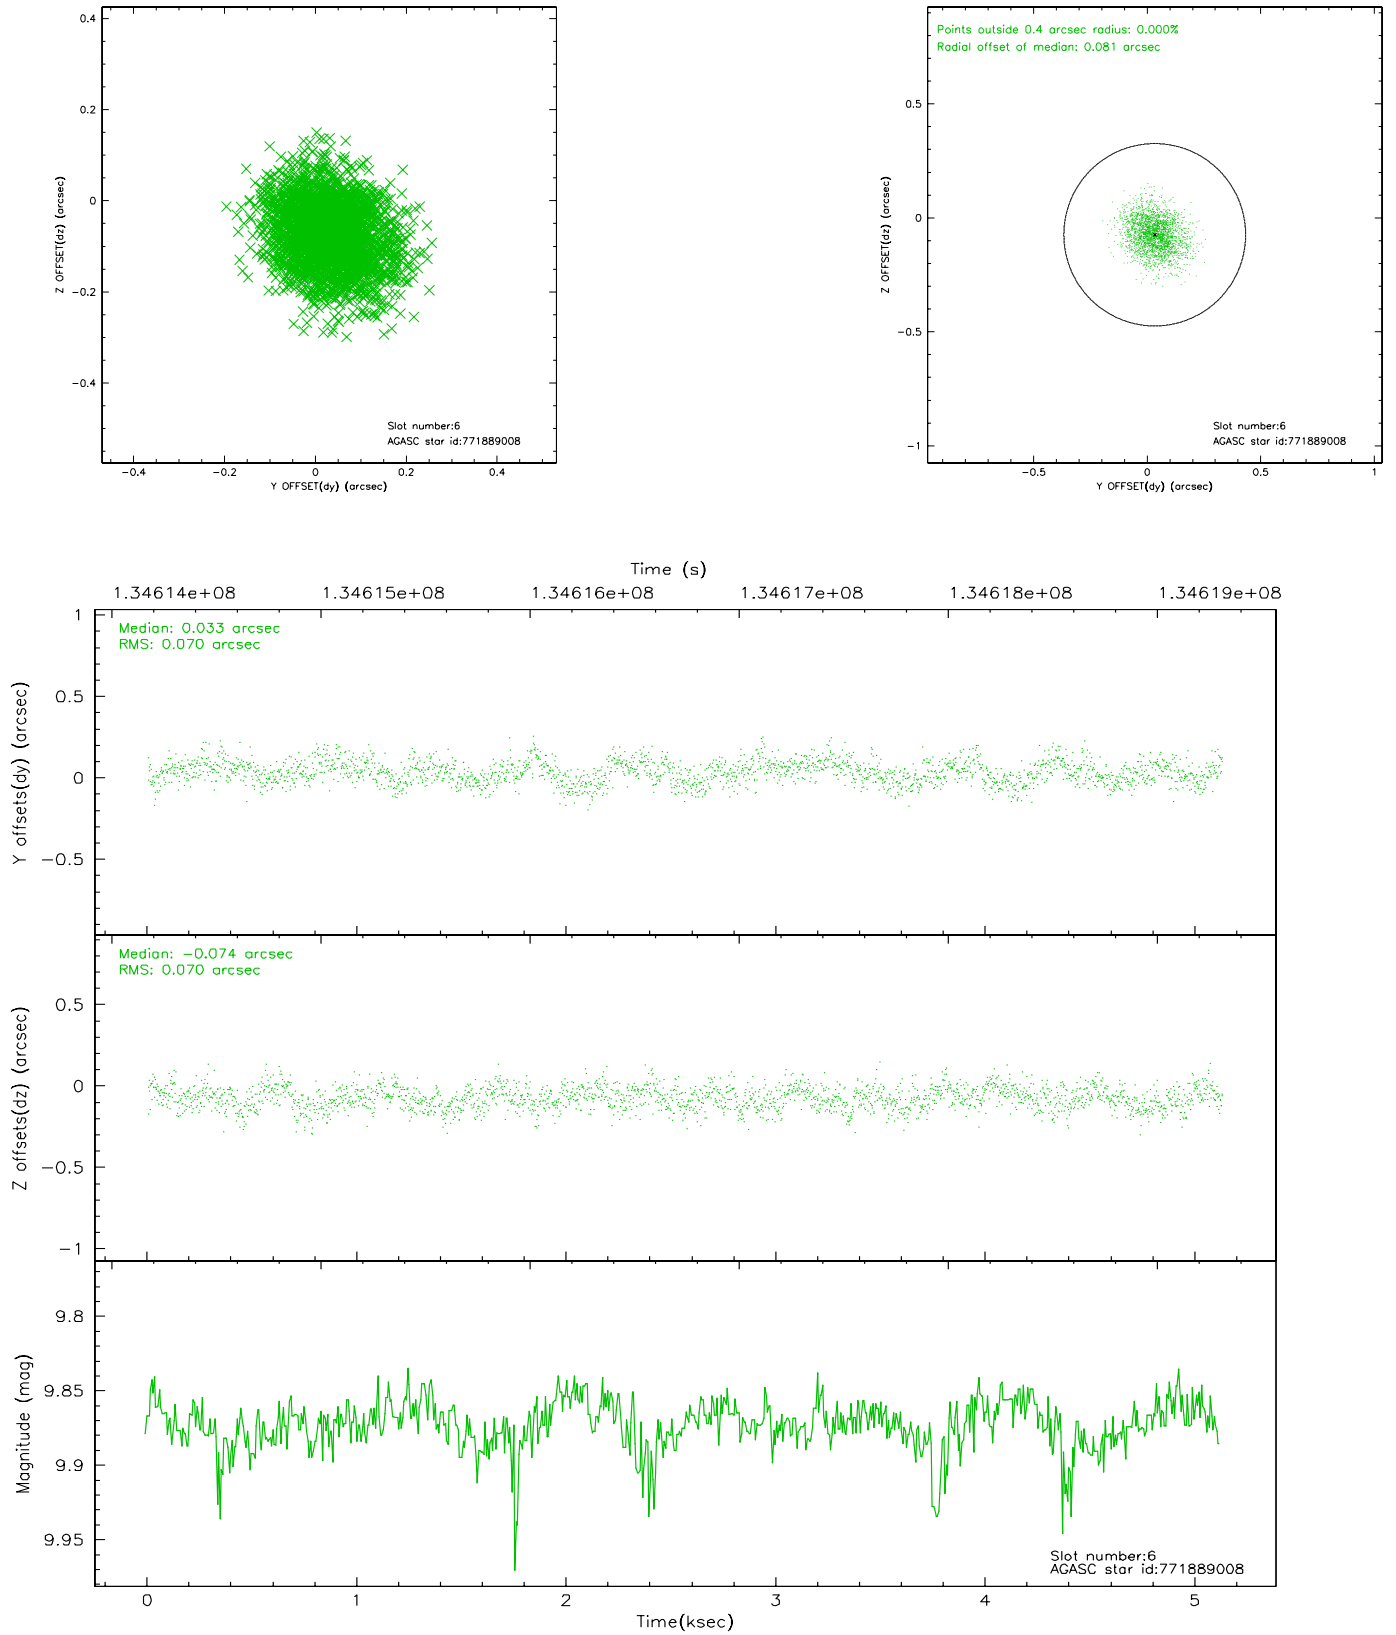 0.4
0.2
0
−0.2
−0.4
Z OFFSET(dz) (arcsec)
Slot number:6
AGASC star id:771889008
−0.4 −0.2 0 0.2 0.4
Y OFFSET(dy) (arcsec)
Points outside 0.4 arcsec radius: 0.000%
Radial offset of median: 0.081 arcsec
0.5
0
−0.5
−1
Z OFFSET(dz) (arcsec)
Slot number:6
AGASC star id:771889008
−0.5 0 0.5 1
Y OFFSET(dy) (arcsec)
Time (s)
1.34614e+08 1.34615e+08 1.34616e+08 1.34617e+08 1.34618e+08 1.34619e+08
Median: 0.033 arcsec
RMS: 0.070 arcsec
1
0.5
0
−0.5
Y offsets(dy) (arcsec)
Median: −0.074 arcsec
RMS: 0.070 arcsec
0.5
0
−0.5
−1
Z offsets(dz) (arcsec)
9.8
9.85
9.9
9.95
Magnitude (mag)
Slot number:6
AGASC star id:771889008
0 1 2 3 4 5
Time(ksec)